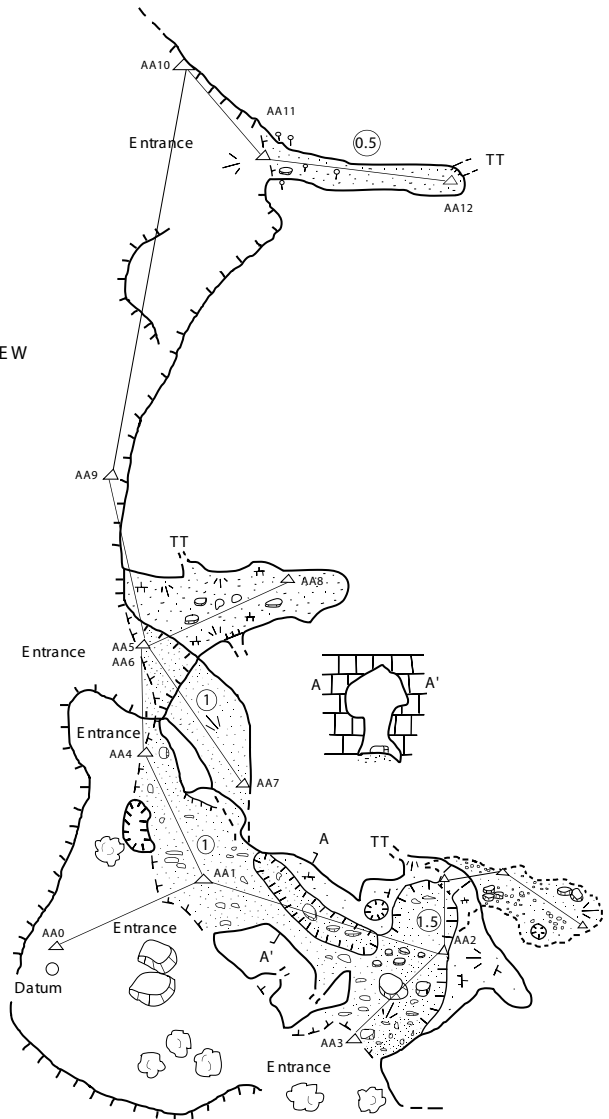 AA10
AA11
Entrance
0.5
TT
AA12
EW
AA9
TT
AA8
AA5
AA6
Entrance
A
A'
1
Entrance
AA4
AA7
1
A
TT
AA1
1.5
AA0
Entrance
A'
AA2
Datum
AA3
Entrance